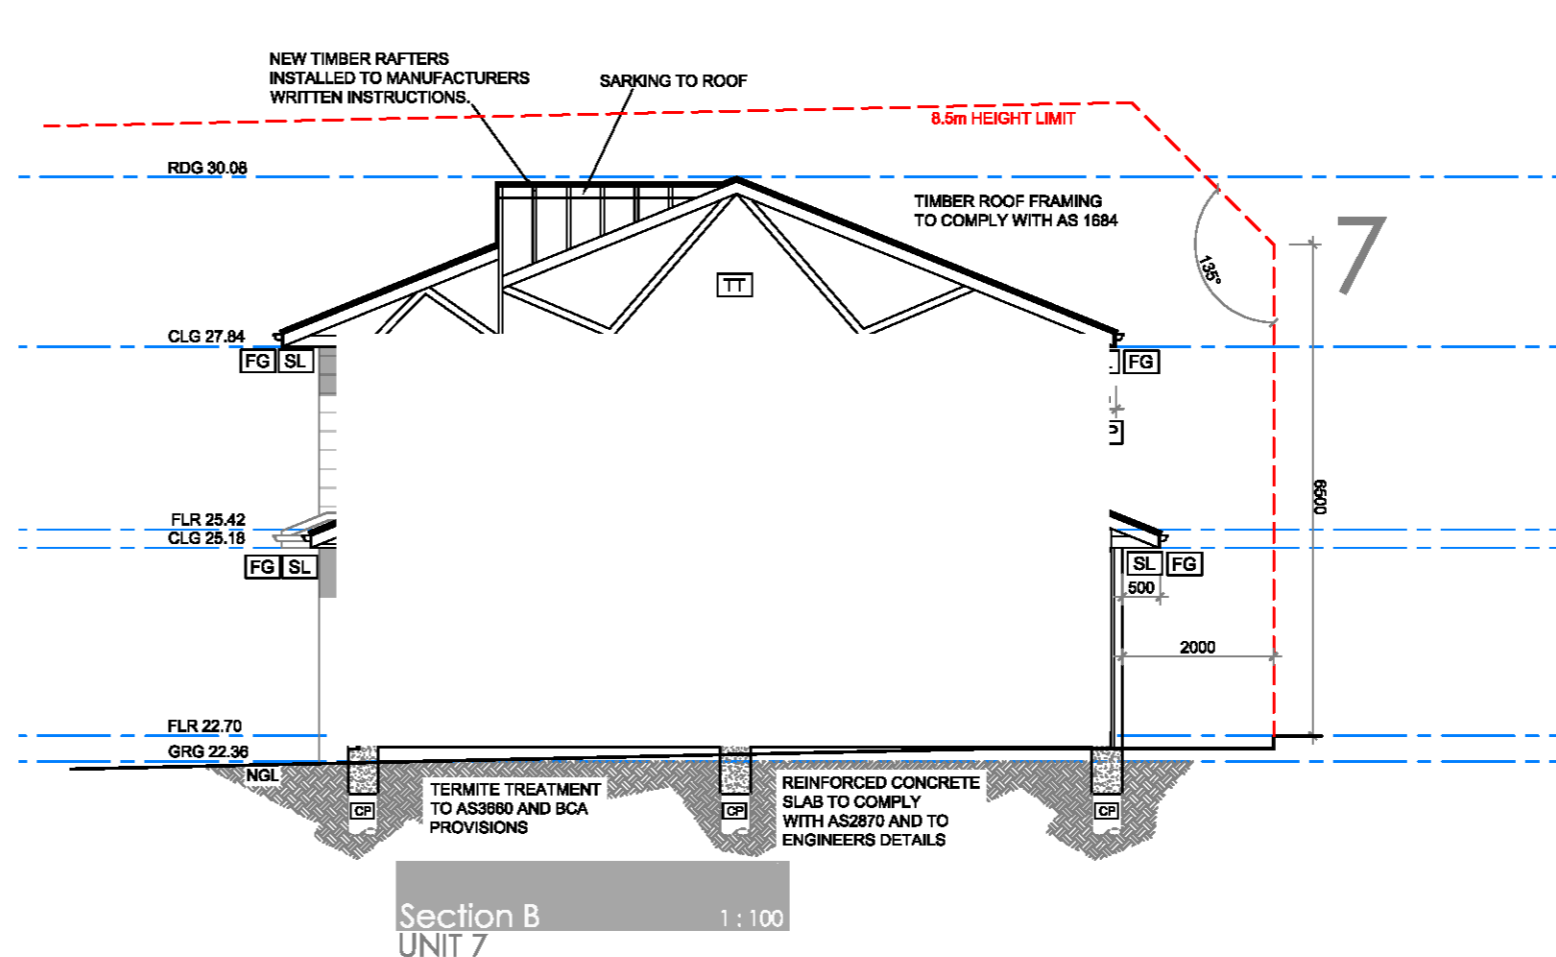 NEW TIMBER RAFTERS
INSTALLED TO MANUFACTURERS
WRITTEN INSTRUCTIONS.
SARKING TO ROOF
8.5m HEIGHT LIMIT
RDG 30.08
TIMBER ROOF FRAMING
TO COMPLY WITH AS 1684
7
135°
TT
CLG 27.84
FG SL
FG
6500
FLR 25.42
CLG 25.18
FG SL
SL FG
500
2000
FLR 22.70
GRG 22.36
NGL
TERMITE TREATMENT
TO AS3660 AND BCA
PROVISIONS
REINFORCED CONCRETE
SLAB TO COMPLY
WITH AS2870 AND TO
ENGINEERS DETAILS
CP
CP
CP
Section B 1 : 100
UNIT 7